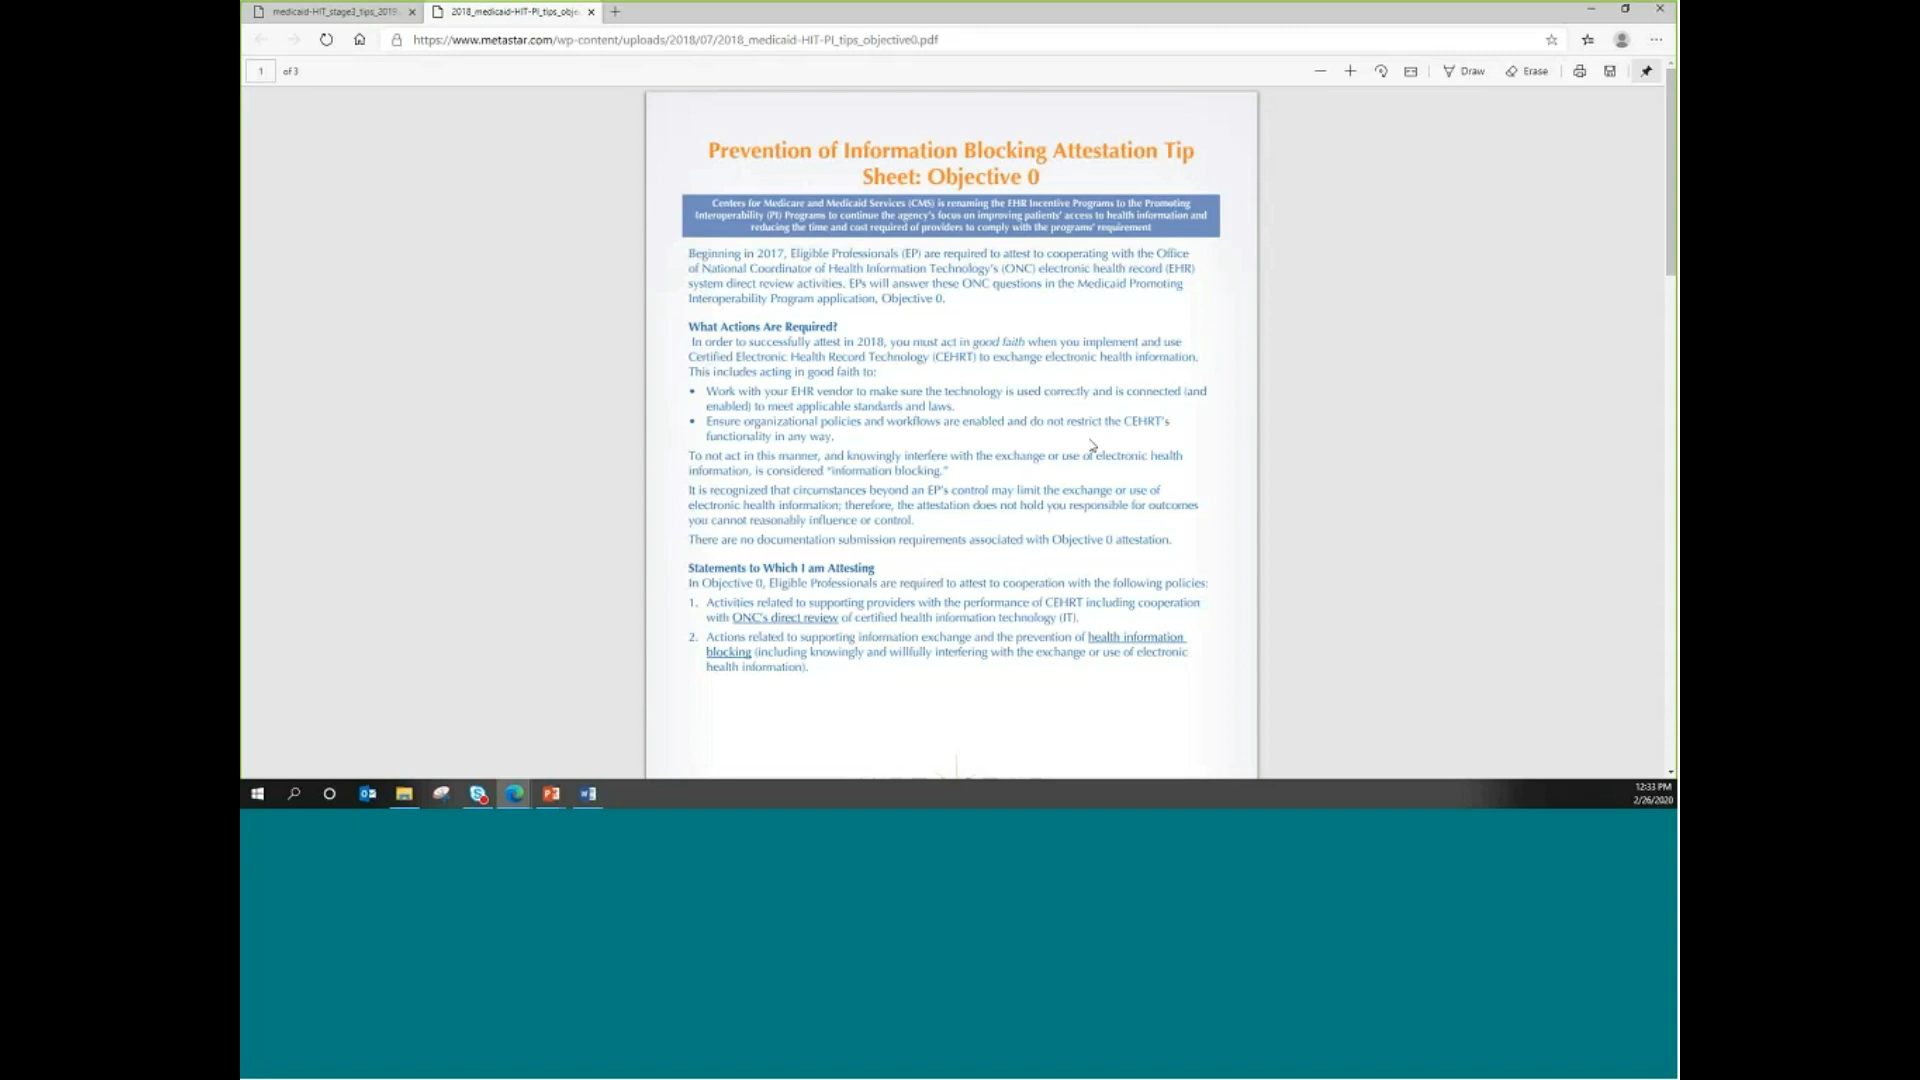 medicaid-HIT_stage3_tips_2019
2018_medicaid-HIT-PI_tips_obje
https://www.metastar.com/wp-content/uploads/2018/07/2018_medicaid-HIT-PI_tips_objective0.pdf
1 of 3
Draw
Erase
Prevention of Information Blocking Attestation Tip
Sheet: Objective 0
Centers for Medicare and Medicaid Services (CMS) is renaming the EHR Incentive Programs to the Promoting
Interoperability (PI) Programs to continue the agency's focus on improving patients' access to health information and
reducing the time and cost required of providers to comply with the programs' requirement
Beginning in 2017, Eligible Professionals (EP) are required to attest to cooperating with the Office
of National Coordinator of Health Information Technology's (ONC) electronic health record (EHR)
system direct review activities. EPs will answer these ONC questions in the Medicaid Promoting
Interoperability Program application, Objective 0.
What Actions Are Required?
In order to successfully attest in 2018, you must act in good faith when you implement and use
Certified Electronic Health Record Technology (CEHRT) to exchange electronic health information.
This includes acting in good faith to:
• Work with your EHR vendor to make sure the technology is used correctly and is connected (and
enabled) to meet applicable standards and laws.
• Ensure organizational policies and workflows are enabled and do not restrict the CEHRT's
functionality in any way.
To not act in this manner, and knowingly interfere with the exchange or use of electronic health
information, is considered "information blocking."
It is recognized that circumstances beyond an EP's control may limit the exchange or use of
electronic health information; therefore, the attestation does not hold you responsible for outcomes
you cannot reasonably influence or control.
There are no documentation submission requirements associated with Objective 0 attestation.
Statements to Which I am Attesting
In Objective 0, Eligible Professionals are required to attest to cooperation with the following policies:
1. Activities related to supporting providers with the performance of CEHRT including cooperation
with ONC's direct review of certified health information technology (IT).
2. Actions related to supporting information exchange and the prevention of health information
blocking (including knowingly and willfully interfering with the exchange or use of electronic
health information).
12:33 PM
2/26/2020